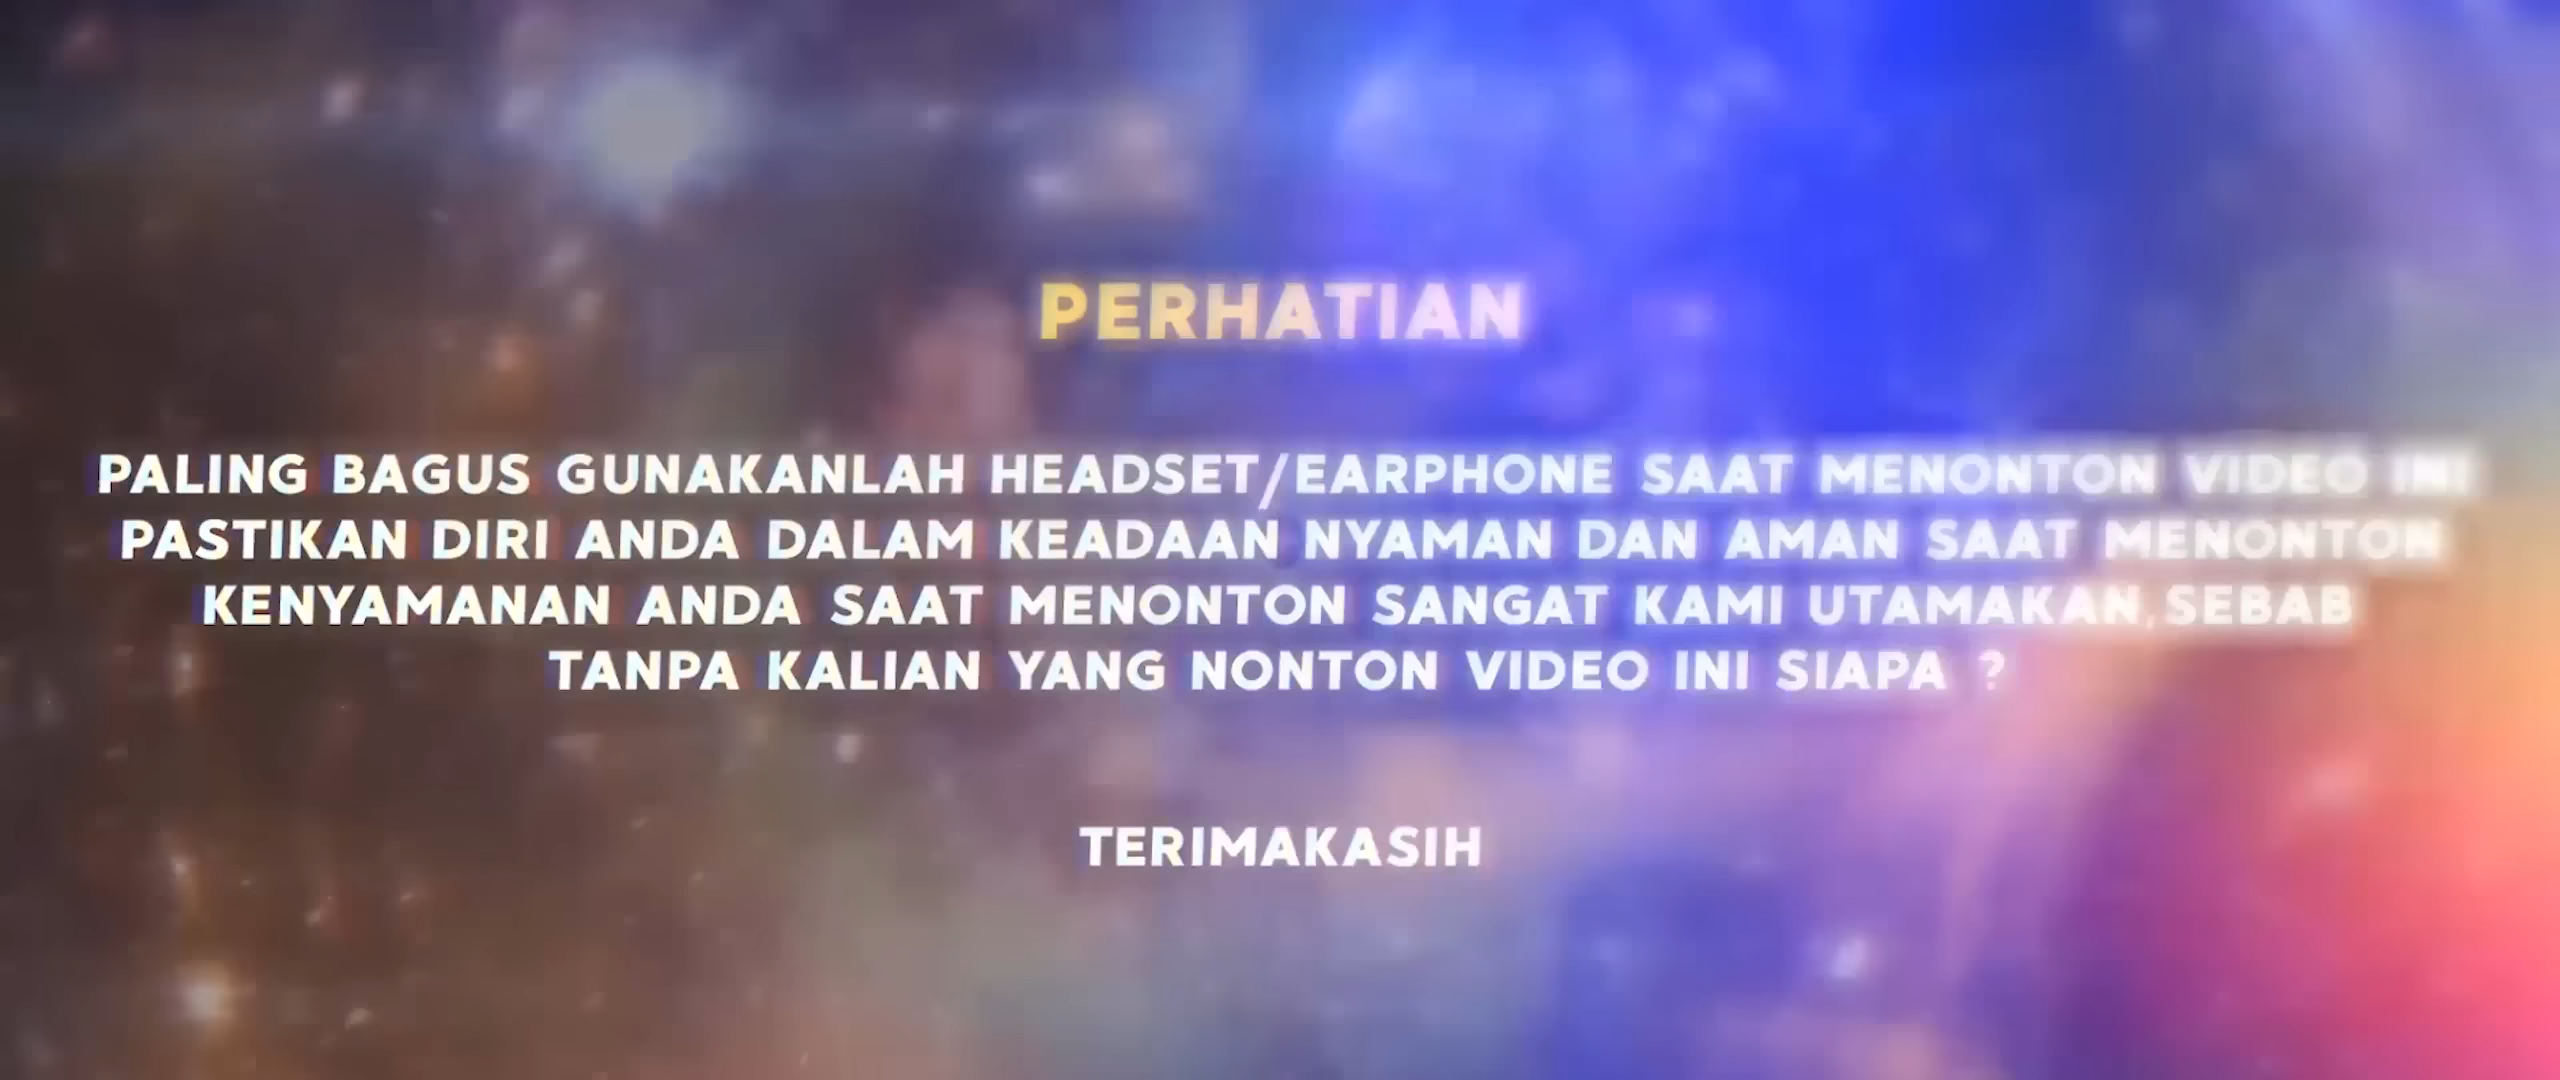 PERHATIAN
PALING BAGUS GUNAKANLAH HEADSET/EARPHONE SAAT MENONTON VIDEO INI
PASTIKAN DIRI ANDA DALAM KEADAAN NYAMAN DAN AMAN SAAT MENONTON
KENYAMANAN ANDA SAAT MENONTON SANGAT KAMI UTAMAKAN,SEBAB
TANPA KALIAN YANG NONTON VIDEO INI SIAPA ?
TERIMAKASIH